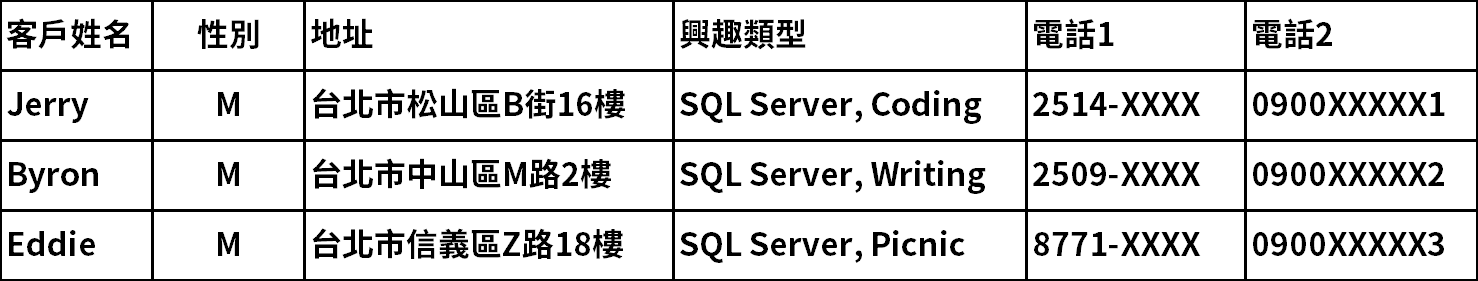 客戶姓名 性別 地址 興趣類型 電話1 電話2
Jerry M 台北市松山區B街16樓 SQL Server, Coding 2514-XXXX 0900XXXXX1
Byron M 台北市中山區M路2樓 SQL Server, Writing 2509-XXXX 0900XXXXX2
Eddie M 台北市信義區Z路18樓 SQL Server, Picnic 8771-XXXX 0900XXXXX3